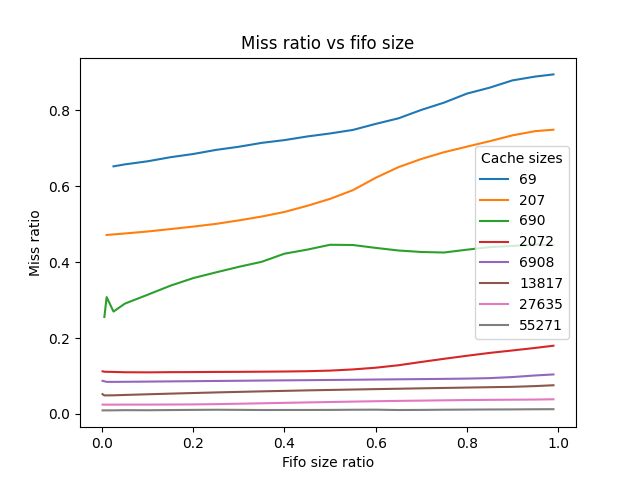 Miss ratio vs fifo size
Miss ratio
0.8
0.6
0.4
0.2
0.0
Cache sizes
69
207
690
2072
6908
13817
27635
55271
0.0 0.2 0.4 0.6 0.8 1.0
Fifo size ratio